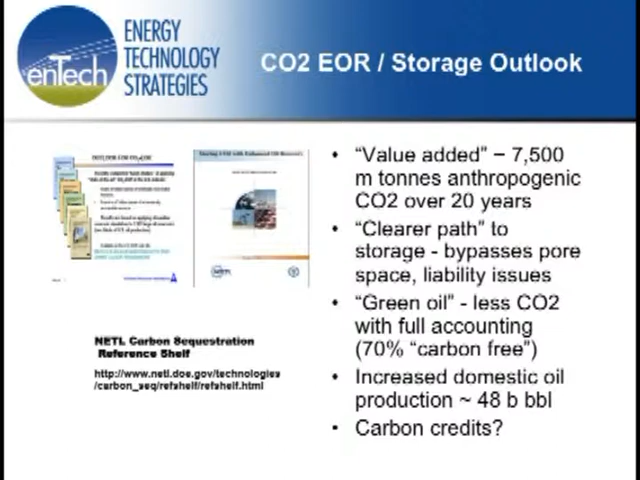 enTech
ENERGY
TECHNOLOGY
STRATEGIES
CO2 EOR / Storage Outlook
NETL
NETL Carbon Sequestration
Reference Shelf
http://www.netl.doe.gov/technologies
/carbon_seq/refshelf/refshelf.html
• “Value added” ~ 7,500
m tonnes anthropogenic
CO2 over 20 years
• “Clearer path” to
storage - bypasses pore
space, liability issues
• “Green oil” - less CO2
with full accounting
(70% “carbon free”)
• Increased domestic oil
production ~ 48 b bbl
• Carbon credits?